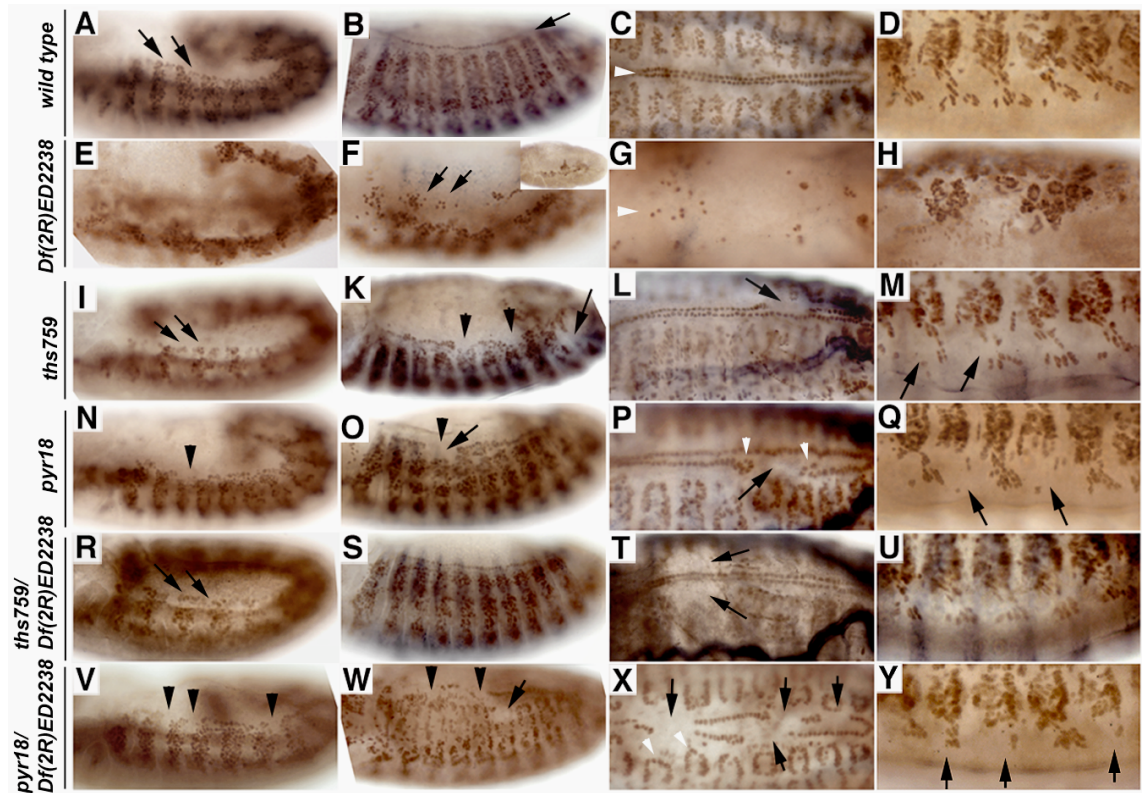 wild type
A
B
C
D
Df(2R)ED2238
E
F
G
H
ths759
I
K
L
M
pyr18
N
O
P
Q
ths759/
Df(2R)ED2238
R
S
T
U
pyr18/
Df(2R)ED2238
V
W
X
Y